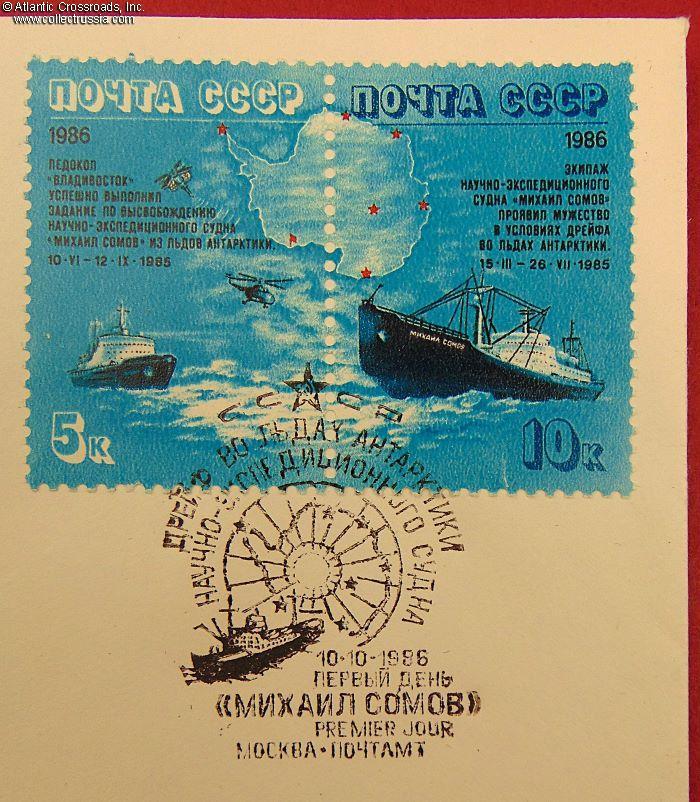 © Atlantic Crossroads, Inc.
www.collectrussia.com
ПОЧТА СССР
1986
ЛЕДОКОЛ
«ВЛАДИВОСТОК»
УСПЕШНО ВЫПОЛНИЛ
ЗАДАНИЕ ПО ВЫСВОБОЖДЕНИЮ
НАУЧНО-ЭКСПЕДИЦИОННОГО СУДНА
«МИХАИЛ СОМОВ» ИЗ ЛЬДОВ АНТАРКТИКИ.
10·VI – 12·IX·1985
5К
ПОЧТА СССР
1986
ЭКИПАЖ
НАУЧНО-ЭКСПЕДИЦИОННОГО
СУДНА «МИХАИЛ СОМОВ»
ПРОЯВИЛ МУЖЕСТВО
В УСЛОВИЯХ ДРЕЙФА
ВО ЛЬДАХ АНТАРКТИКИ.
15·III – 26·VII·1985
МИХАИЛ СОМОВ
10К
СССР
ДРЕЙФ ВО ЛЬДАХ АНТАРКТИКИ
НАУЧНО-ЭКСПЕДИЦИОННОГО СУДНА
10·10·1986
ПЕРВЫЙ ДЕНЬ
«МИХАИЛ СОМОВ»
PREMIER JOUR
МОСКВА·ПОЧТАМТ